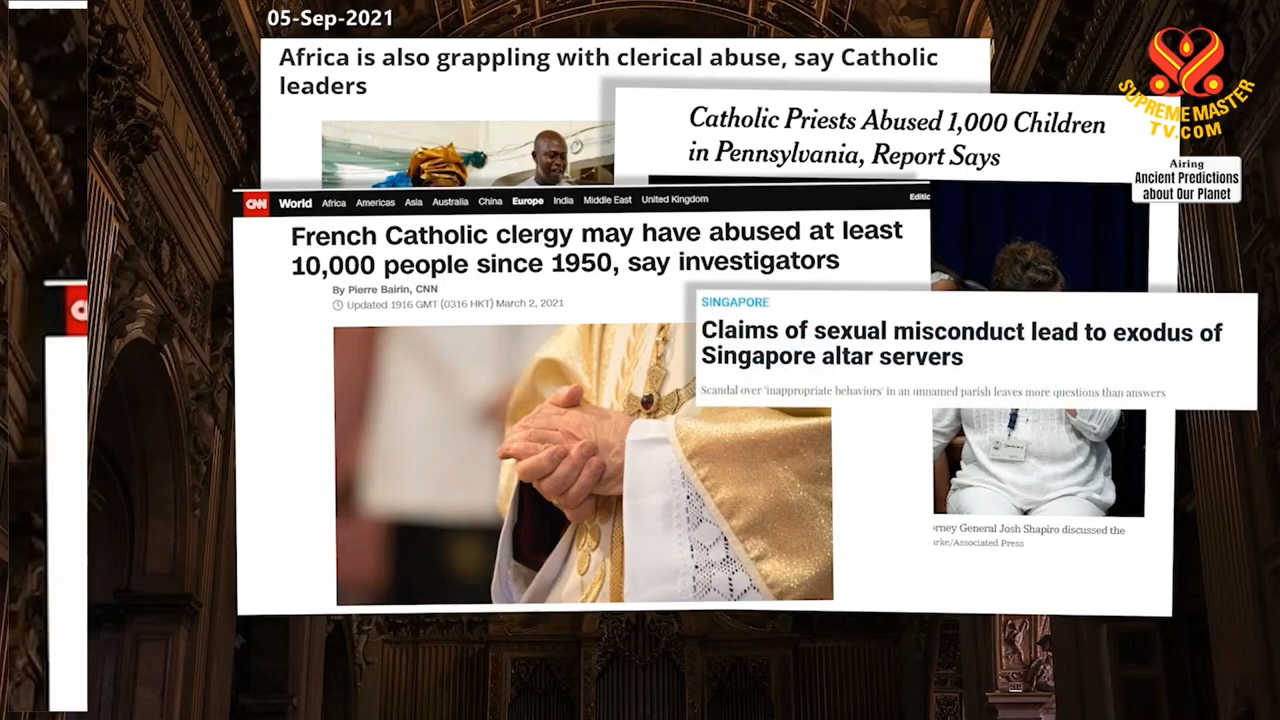 05-Sep-2021
Africa is also grappling with clerical abuse, say Catholic
leaders
SUPREME MASTER
TV.COM
Airing
Ancient Predictions
about Our Planet
Catholic Priests Abused 1,000 Children
in Pennsylvania, Report Says
CNN World Africa Americas Asia Australia China Europe India Middle East United Kingdom
French Catholic clergy may have abused at least
10,000 people since 1950, say investigators
By Pierre Bairin, CNN
Updated 1916 GMT (0316 HKT) March 2, 2021
SINGAPORE
Claims of sexual misconduct lead to exodus of
Singapore altar servers
Scandal over 'inappropriate behaviors' in an unnamed parish leaves more questions than answers
General Josh Shapiro discussed the
Associated Press